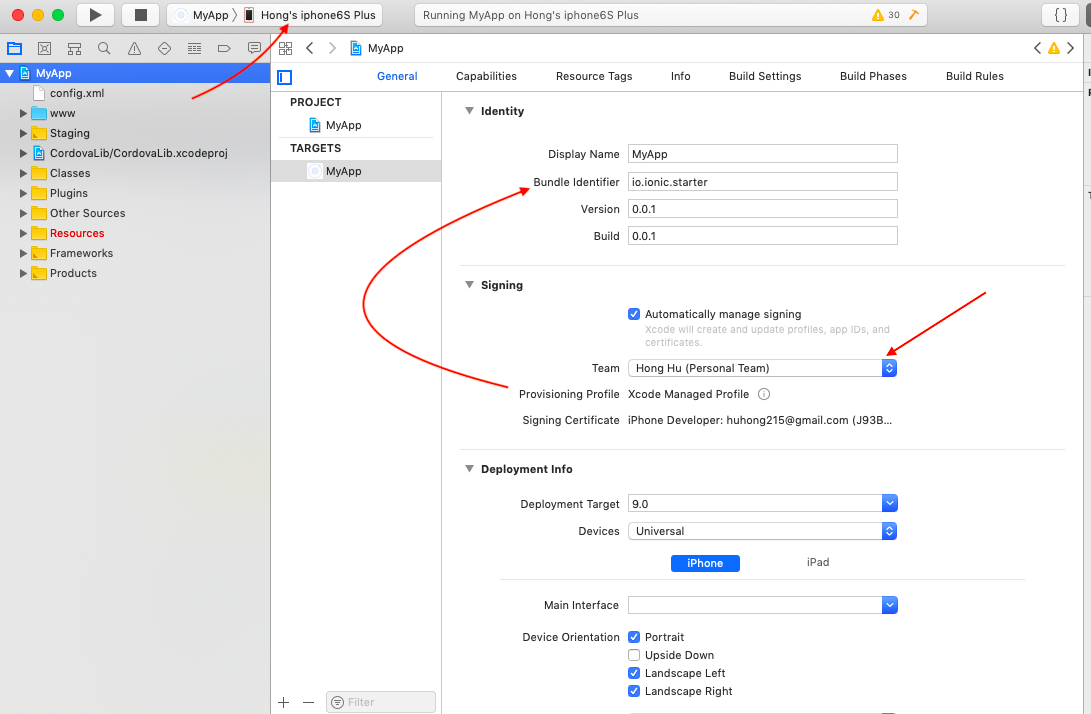 MyApp
Hong's iphone6S Plus
Running MyApp on Hong's iphone6S Plus
30
{ }
MyApp
MyApp
config.xml
www
Staging
CordovaLib/CordovaLib.xcodeproj
Classes
Plugins
Other Sources
Resources
Frameworks
Products
General
Capabilities
Resource Tags
Info
Build Settings
Build Phases
Build Rules
PROJECT
MyApp
TARGETS
MyApp
Filter
Identity
Display Name MyApp
Bundle Identifier io.ionic.starter
Version 0.0.1
Build 0.0.1
Signing
Automatically manage signing
Xcode will create and update profiles, app IDs, and
certificates.
Team Hong Hu (Personal Team)
Provisioning Profile Xcode Managed Profile
Signing Certificate iPhone Developer: huhong215@gmail.com (J93B...
Deployment Info
Deployment Target 9.0
Devices Universal
iPhone
iPad
Main Interface
Device Orientation Portrait
Upside Down
Landscape Left
Landscape Right